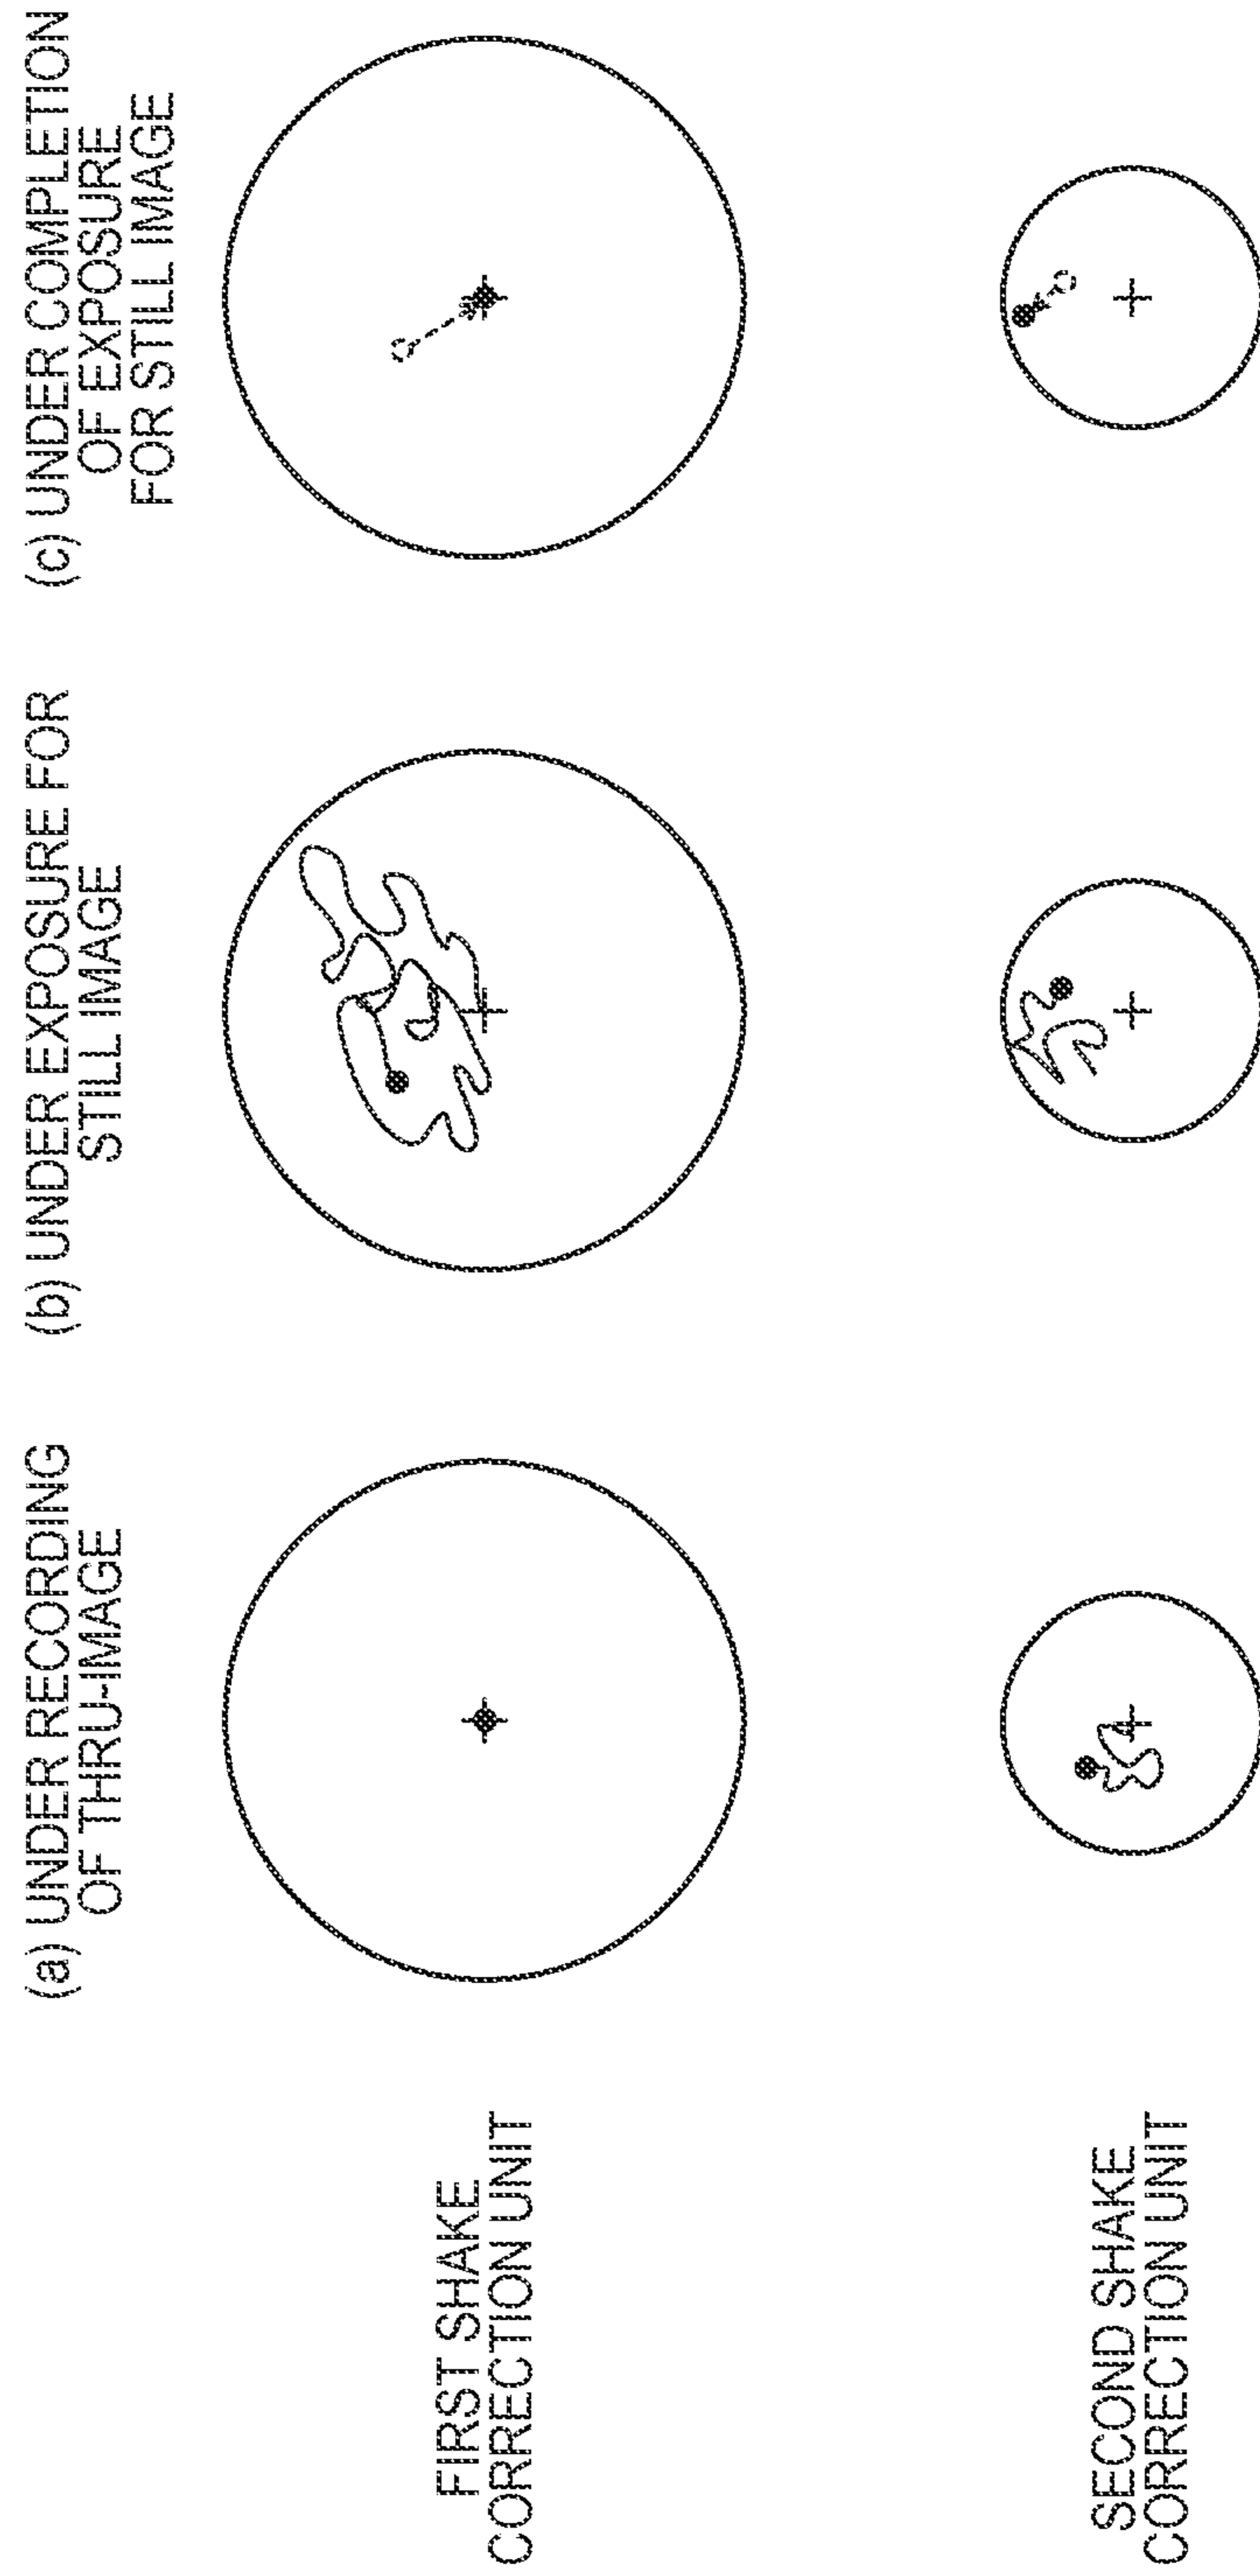 (a) UNDER RECORDING
OF THRU-IMAGE
(b) UNDER EXPOSURE FOR
STILL IMAGE
(c) UNDER COMPLETION
OF EXPOSURE
FOR STILL IMAGE
FIRST SHAKE
CORRECTION UNIT
SECOND SHAKE
CORRECTION UNIT